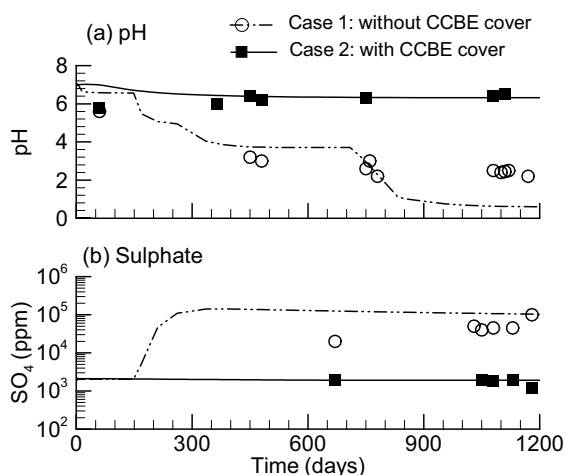 Case 1: without CCBE cover
(a) pH
Case 2: with CCBE cover
8
6
4
2
0
pH
(b) Sulphate
10^6
10^5
10^4
10^3
10^2
SO_4 (ppm)
0 300 600 900 1200
Time (days)